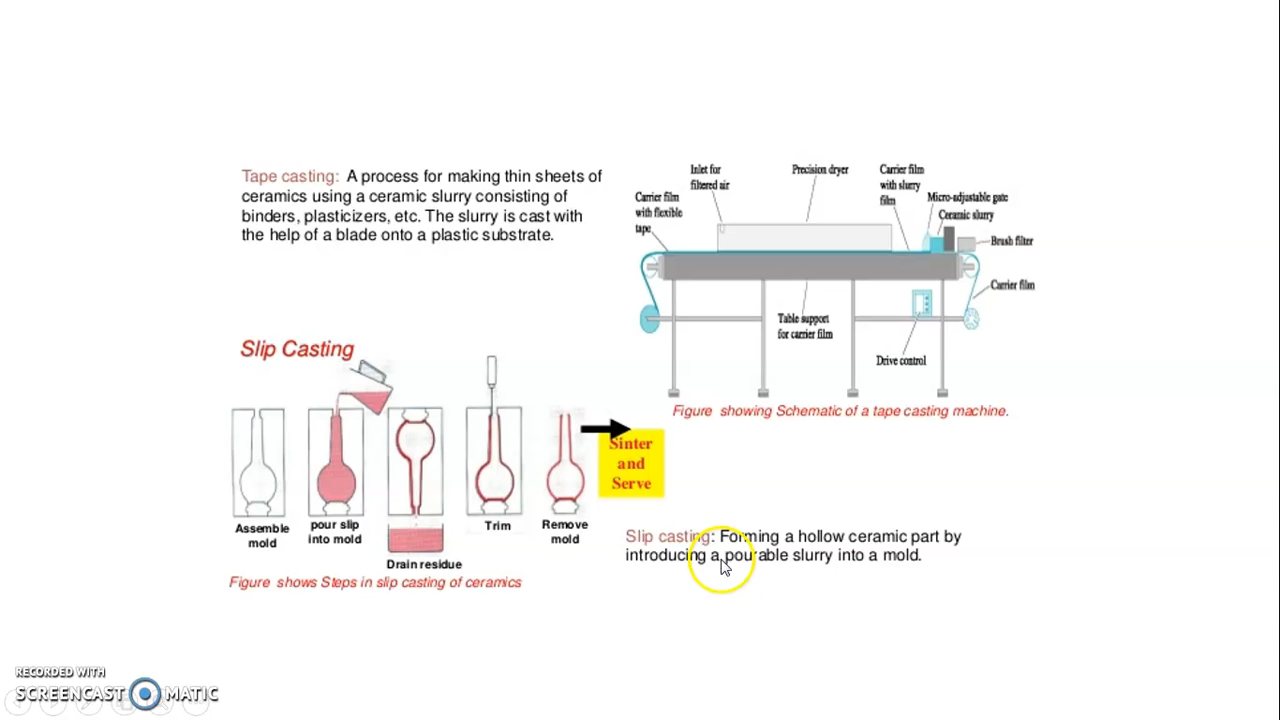 Tape casting: A process for making thin sheets of
ceramics using a ceramic slurry consisting of
binders, plasticizers, etc. The slurry is cast with
the help of a blade onto a plastic substrate.
Inlet for
filtered air
Precision dryer
Carrier film
with slurry
film
Micro-adjustable gate
Ceramic slurry
Carrier film
with flexible
tape
Brush filter
Carrier film
Table support
for carrier film
Drive control
Figure showing Schematic of a tape casting machine.
Slip Casting
Assemble
mold
pour slip
into mold
Drain residue
Trim
Remove
mold
Sinter
and
Serve
Figure shows Steps in slip casting of ceramics
Slip casting: Forming a hollow ceramic part by
introducing a pourable slurry into a mold.
RECORDED WITH
SCREENCAST MATIC